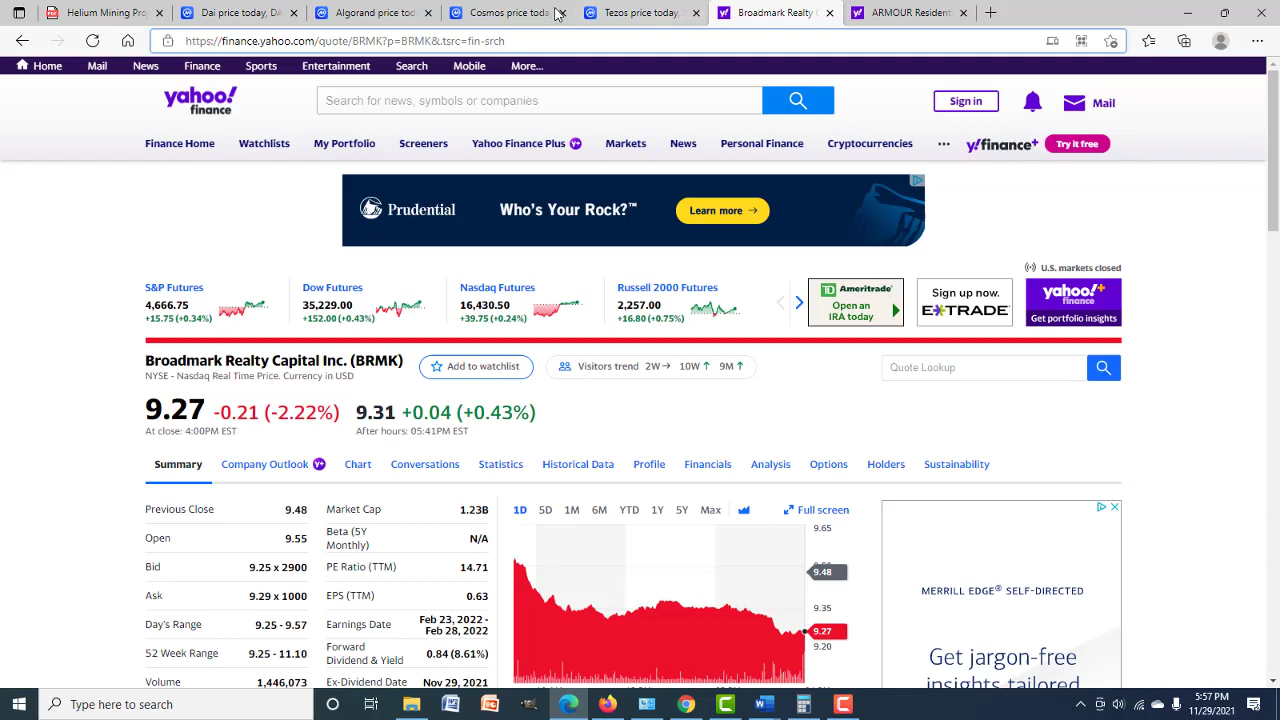 Helium Mining Pro
Cosmos price toda
Tezos price today,
Broadmark Realty C
ARMOUR Resident
https://finance.yahoo.com/quote/BRMK?p=BRMK&.tsrc=fin-srch
Home Mail News Finance Sports Entertainment Search Mobile More...
yahoo! finance
Search for news, symbols or companies
Sign in
Mail
Finance Home Watchlists My Portfolio Screeners Yahoo Finance Plus Y+ Markets News Personal Finance Cryptocurrencies ... y!finance+ Try it free
Prudential Who's Your Rock?™ Learn more →
U.S. markets closed
S&P Futures
4,666.75
+15.75 (+0.34%)
Dow Futures
35,229.00
+152.00 (+0.43%)
Nasdaq Futures
16,430.50
+39.75 (+0.24%)
Russell 2000 Futures
2,257.00
+16.80 (+0.75%)
TD Ameritrade
Open an
IRA today
Sign up now.
E*TRADE
yahoo!+
finance
Get portfolio insights
Broadmark Realty Capital Inc. (BRMK)
NYSE - Nasdaq Real Time Price. Currency in USD
Add to watchlist
Visitors trend 2W→ 10W↑ 9M↑
Quote Lookup
9.27 -0.21 (-2.22%)
At close: 4:00PM EST
9.31 +0.04 (+0.43%)
After hours: 05:41PM EST
Summary Company Outlook Y+ Chart Conversations Statistics Historical Data Profile Financials Analysis Options Holders Sustainability
Previous Close 9.48
Open 9.55
Bid 9.25 x 2900
Ask 9.29 x 1000
Day's Range 9.25 - 9.57
52 Week Range 9.25 - 11.10
Volume 1,446,073
Market Cap 1.23B
Beta (5Y
Monthly) N/A
PE Ratio (TTM) 14.71
EPS (TTM) 0.63
Earnings Date Feb 23, 2022 -
Feb 28, 2022
Forward
Dividend & Yield 0.84 (8.61%)
Ex-Dividend Date Nov 29, 2021
1D 5D 1M 6M YTD 1Y 5Y Max
Full screen
9.65
9.48
9.35
9.27
9.20
MERRILL EDGE® SELF-DIRECTED
Get jargon-free
insights tailored
Type here to search
5:57 PM
11/29/2021